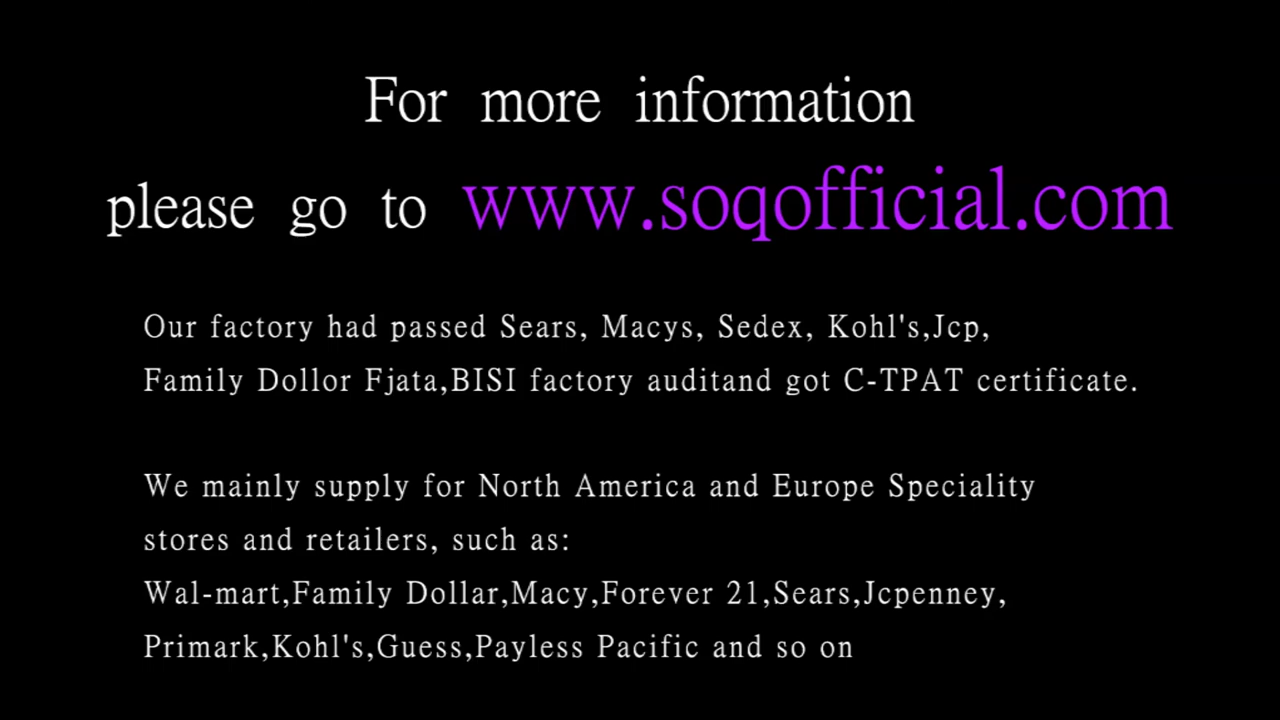 For more information
please go to www.soqofficial.com
Our factory had passed Sears, Macys, Sedex, Kohl's,Jcp,
Family Dollor Fjata,BISI factory auditand got C-TPAT certificate.
We mainly supply for North America and Europe Speciality
stores and retailers, such as:
Wal-mart,Family Dollar,Macy,Forever 21,Sears,Jcpenney,
Primark,Kohl's,Guess,Payless Pacific and so on